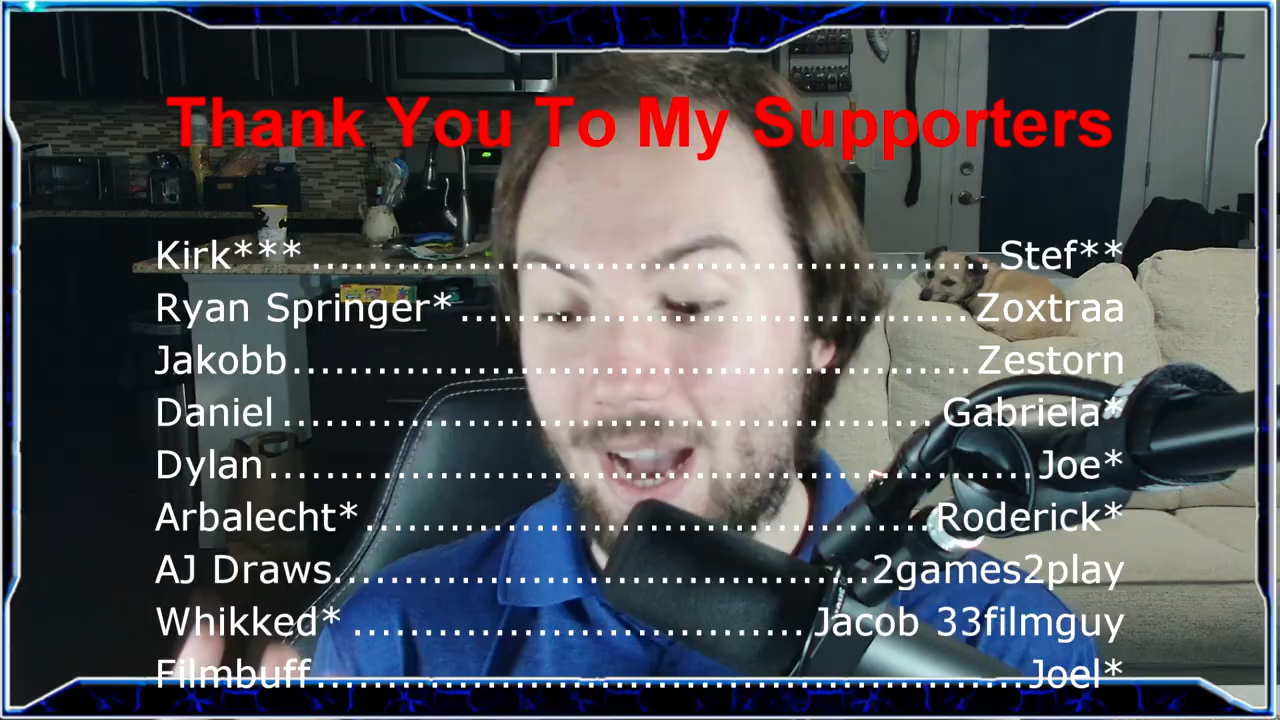 Thank You To My Supporters
Kirk*** ........................................ Stef**
Ryan Springer* .............................. Zoxtraa
Jakobb ........................................ Zestorn
Daniel ...................................... Gabriela*
Dylan ............................................. Joe*
Arbalecht* ................................. Roderick*
AJ Draws ............................... 2games2play
Whikked* .......................... Jacob 33filmguy
Filmbuff ......................................... Joel*